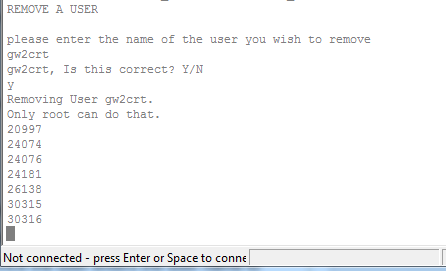 REMOVE A USER
please enter the name of the user you wish to remove
gw2crt
gw2crt, Is this correct? Y/N
y
Removing User gw2crt.
Only root can do that.
20997
24074
24076
24181
26138
30315
30316
Not connected - press Enter or Space to conne